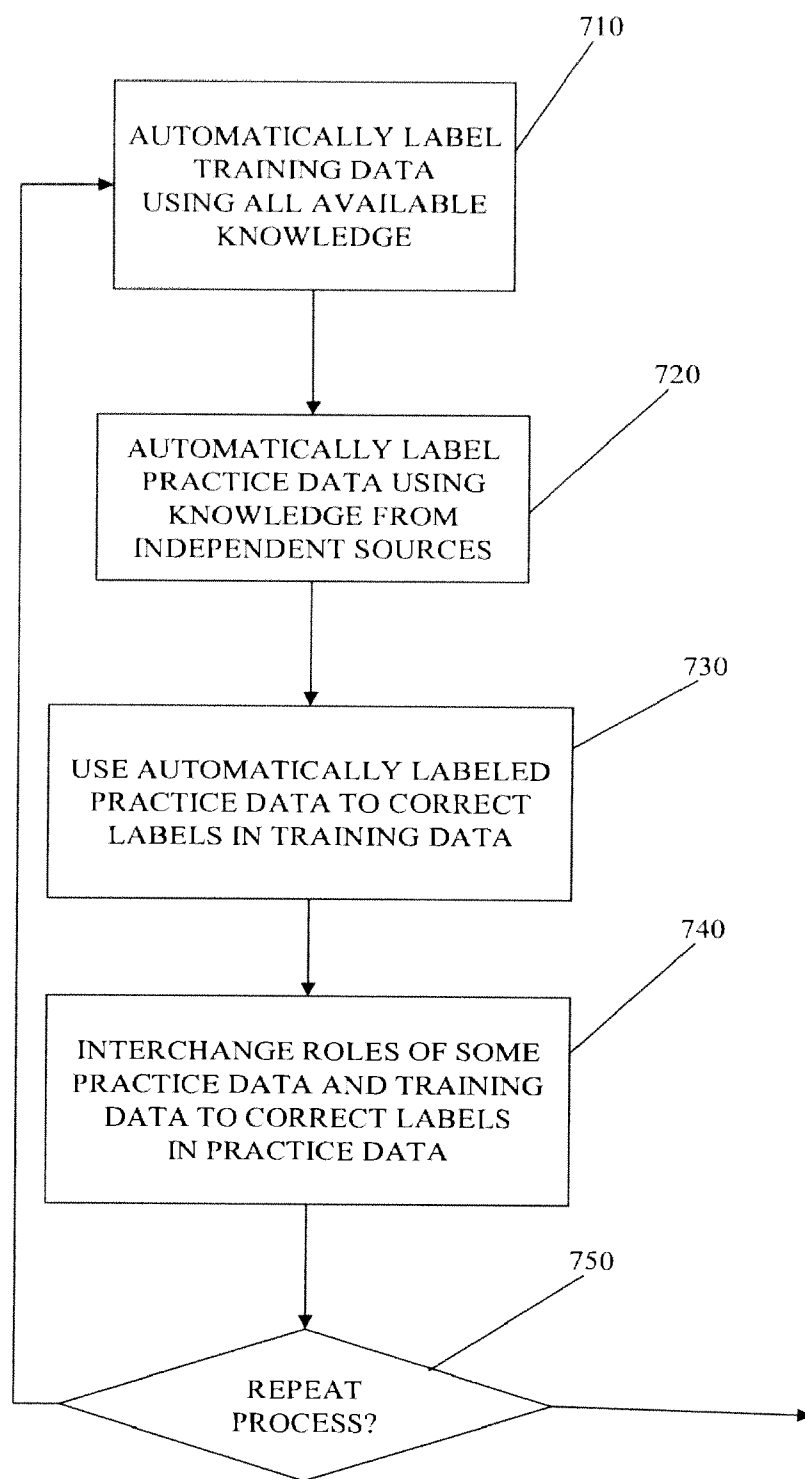 710
AUTOMATICALLY LABEL
TRAINING DATA
USING ALL AVAILABLE
KNOWLEDGE
720
AUTOMATICALLY LABEL
PRACTICE DATA USING
KNOWLEDGE FROM
INDEPENDENT SOURCES
730
USE AUTOMATICALLY LABELED
PRACTICE DATA TO CORRECT
LABELS IN TRAINING DATA
740
INTERCHANGE ROLES OF SOME
PRACTICE DATA AND TRAINING
DATA TO CORRECT LABELS
IN PRACTICE DATA
750
REPEAT
PROCESS?